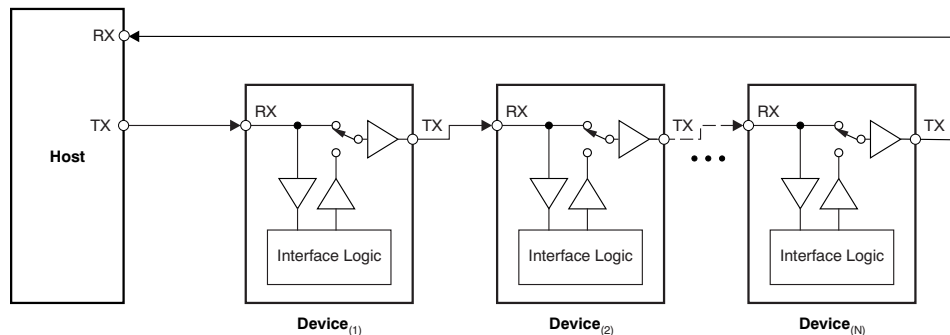 RX
TX
Host
RX
TX
Interface Logic
Device(1)
RX
TX
Interface Logic
Device(2)
•••
RX
TX
Interface Logic
Device(N)